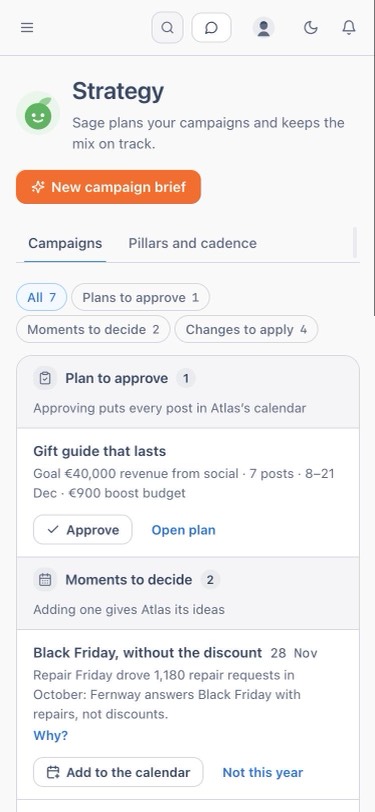 Strategy
Sage plans your campaigns and keeps the
mix on track.
New campaign brief
Campaigns
Pillars and cadence
All 7
Plans to approve 1
Moments to decide 2
Changes to apply 4
Plan to approve 1
Approving puts every post in Atlas's calendar
Gift guide that lasts
Goal €40,000 revenue from social · 7 posts · 8–21
Dec · €900 boost budget
Approve
Open plan
Moments to decide 2
Adding one gives Atlas its ideas
Black Friday, without the discount 28 Nov
Repair Friday drove 1,180 repair requests in
October: Fernway answers Black Friday with
repairs, not discounts.
Why?
Add to the calendar
Not this year